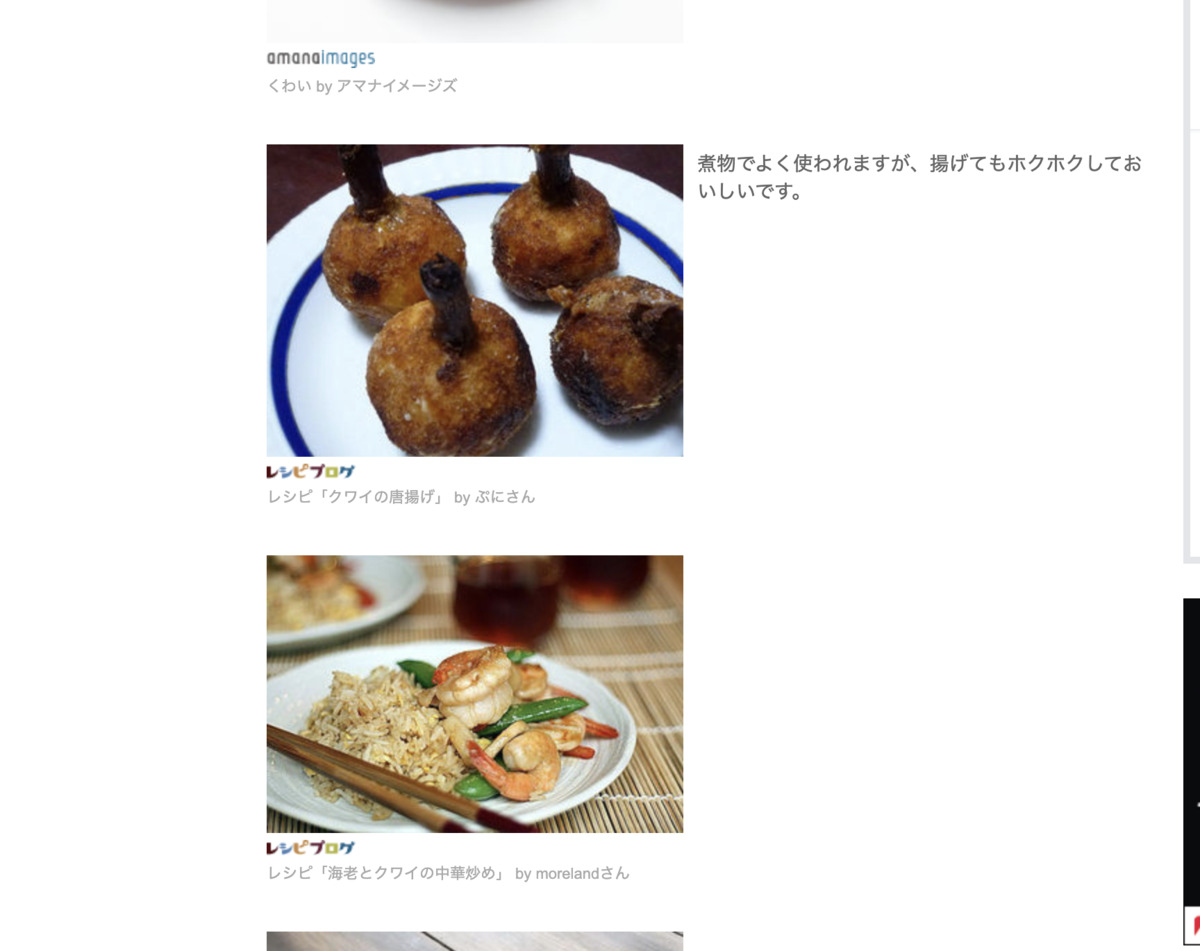 amanaimages
くわい by アマナイメージズ
煮物でよく使われますが、揚げてもホクホクしてお
いしいです。
レシピブログ
レシピ「クワイの唐揚げ」 by ぷにさん
レシピブログ
レシピ「海老とクワイの中華炒め」 by morelandさん